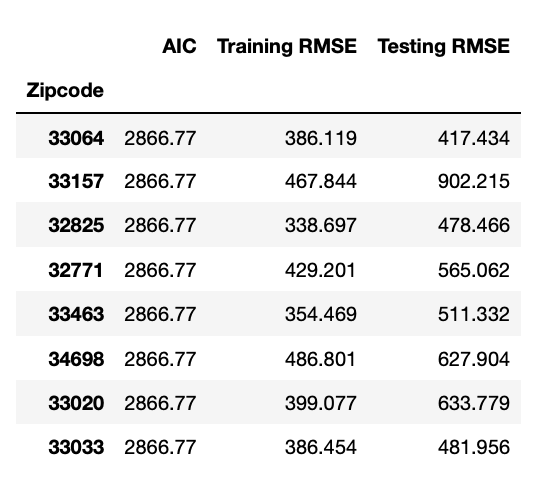 AIC Training RMSE Testing RMSE
Zipcode
33064 2866.77 386.119 417.434
33157 2866.77 467.844 902.215
32825 2866.77 338.697 478.466
32771 2866.77 429.201 565.062
33463 2866.77 354.469 511.332
34698 2866.77 486.801 627.904
33020 2866.77 399.077 633.779
33033 2866.77 386.454 481.956